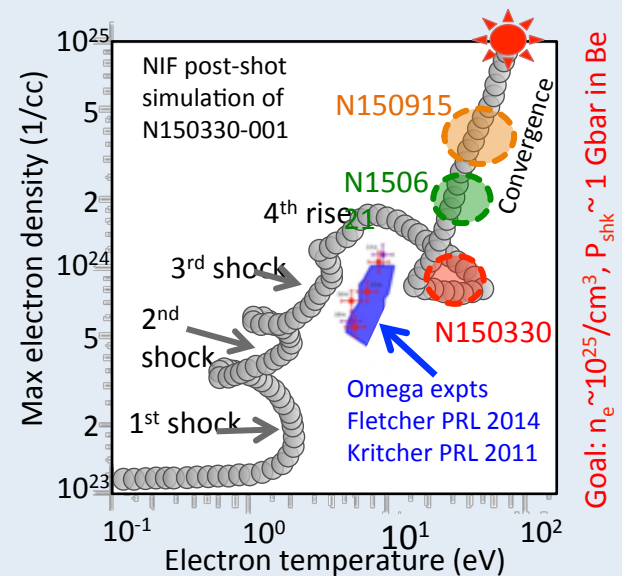 10^25
5
2
10^24
5
2
10^23
Max electron density (1/cc)
NIF post-shot
simulation of
N150330-001
N150915
N1506
21
Convergence
4th rise
3rd shock
2nd
shock
1st shock
N150330
Omega expts
Fletcher PRL 2014
Kritcher PRL 2011
10^-1
10^0
10^1
10^2
Electron temperature (eV)
Goal: n_e ~10^25/cm^3, P_shk ~ 1 Gbar in Be